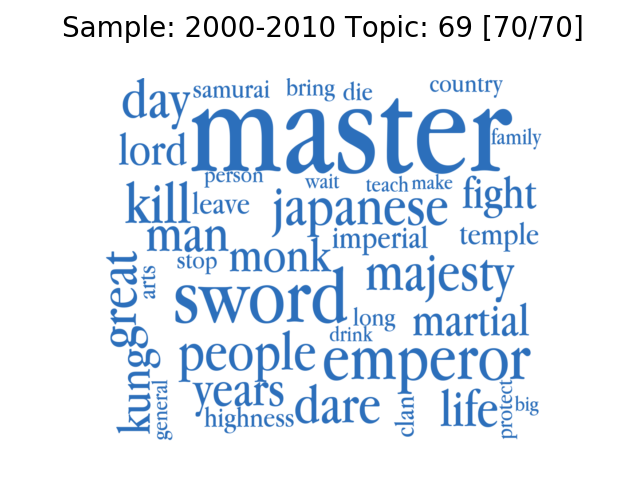 Sample: 2000-2010 Topic: 69 [70/70]
day samurai bring die country
master
lord family
person wait teach make
kill leave japanese fight
man imperial temple
stop monk
great arts majesty
sword long martial
drink
people emperor
kung general years
highness dare clan life protect big